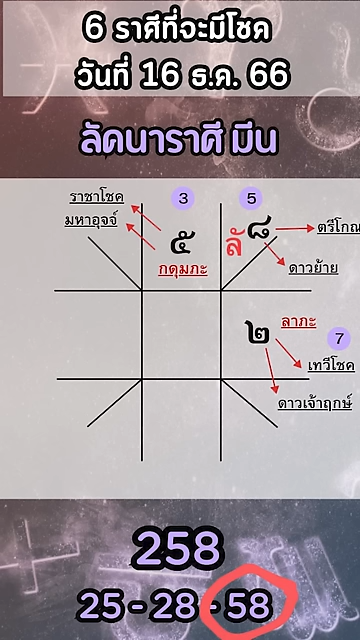 6 ราศีที่จะมีโชค
วันที่ 16 ธ.ค. 66
ลัคนาราศี มีน
ราชาโชค
มหาอุจจ์
3
5
๕
ลั
๘
ตรีโกณ
กดุมภะ
ดาวย้าย
๒
ลาภะ
7
เทวีโชค
ดาวเจ้าฤกษ์
258
25 - 28 - 58